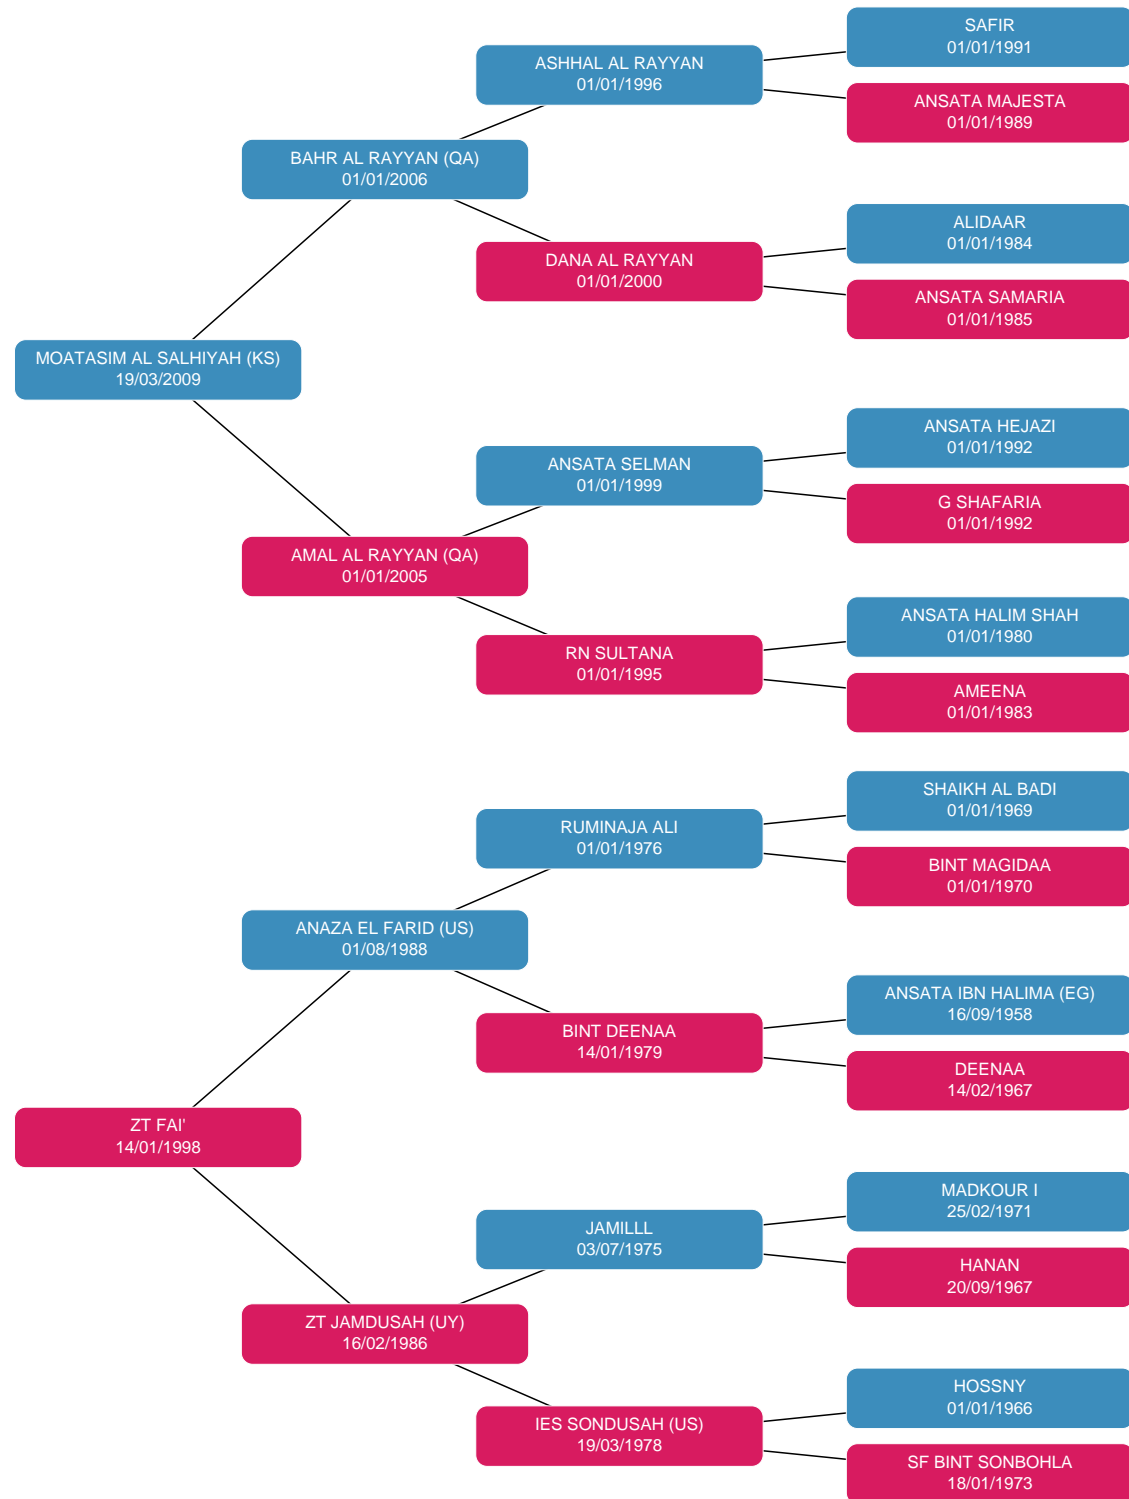 SAFIR
01/01/1991
ASHHAL AL RAYYAN
01/01/1996
ANSATA MAJESTA
01/01/1989
BAHR AL RAYYAN (QA)
01/01/2006
ALIDAAR
01/01/1984
DANA AL RAYYAN
01/01/2000
ANSATA SAMARIA
01/01/1985
MOATASIM AL SALHIYAH (KS)
19/03/2009
ANSATA HEJAZI
01/01/1992
ANSATA SELMAN
01/01/1999
G SHAFARIA
01/01/1992
AMAL AL RAYYAN (QA)
01/01/2005
ANSATA HALIM SHAH
01/01/1980
RN SULTANA
01/01/1995
AMEENA
01/01/1983
SHAIKH AL BADI
01/01/1969
RUMINAJA ALI
01/01/1976
BINT MAGIDAA
01/01/1970
ANAZA EL FARID (US)
01/08/1988
ANSATA IBN HALIMA (EG)
16/09/1958
BINT DEENAA
14/01/1979
DEENAA
14/02/1967
ZT FAI'
14/01/1998
MADKOUR I
25/02/1971
JAMILLL
03/07/1975
HANAN
20/09/1967
ZT JAMDUSAH (UY)
16/02/1986
HOSSNY
01/01/1966
IES SONDUSAH (US)
19/03/1978
SF BINT SONBOHLA
18/01/1973